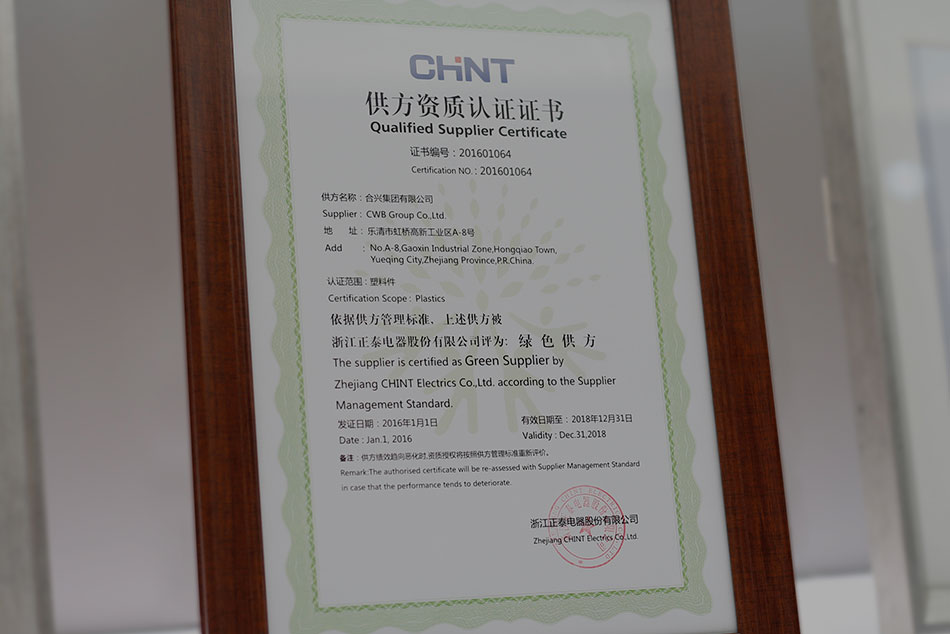 CHINT
供方资质认证证书
Qualified Supplier Certificate
证书编号：201601064
Certification NO.: 201601064
供方名称：合兴集团有限公司
Supplier : CWB Group Co.,Ltd.
地 址：乐清市虹桥高新工业区A-8号
Add : No.A-8,Gaoxin Industrial Zone,Hongqiao Town,
Yueqing City,Zhejiang Province,P.R.China.
认证范围：塑料件
Certification Scope : Plastics
依据供方管理标准，上述供方被
浙江正泰电器股份有限公司评为：绿色供方
The supplier is certified as Green Supplier by
Zhejiang CHINT Electrics Co.,Ltd. according to the Supplier
Management Standard.
发证日期：2016年1月1日
有效日期至：2018年12月31日
Date : Jan.1, 2016
Validity : Dec.31,2018
备注：供方绩效趋向恶化时,资质授权将按照供方管理标准重新评价。
Remark:The authorised certificate will be re-assessed with Supplier Management Standard
in case that the performance tends to deteriorate.
浙江正泰电器股份有限公司
Zhejiang CHINT Electrics Co.,Ltd.